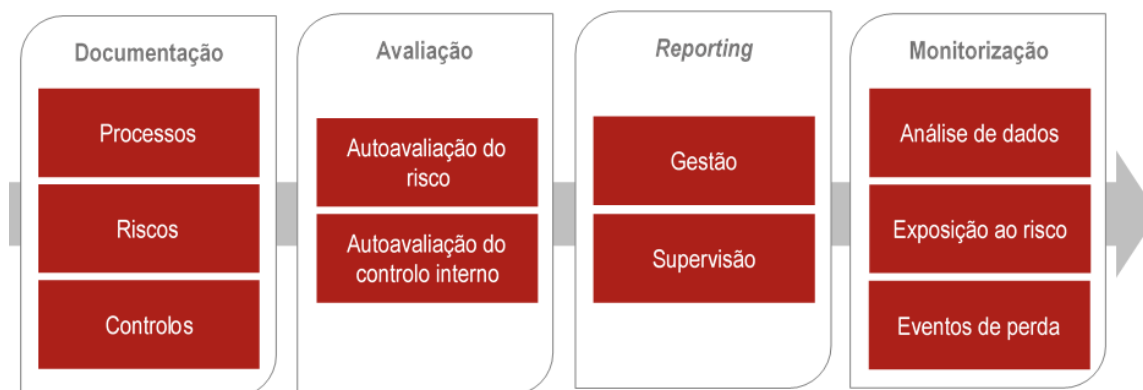 Documentação
Processos
Riscos
Controlos
Avaliação
Autoavaliação do
risco
Autoavaliação do
controlo interno
Reporting
Gestão
Supervisão
Monitorização
Análise de dados
Exposição ao risco
Eventos de perda